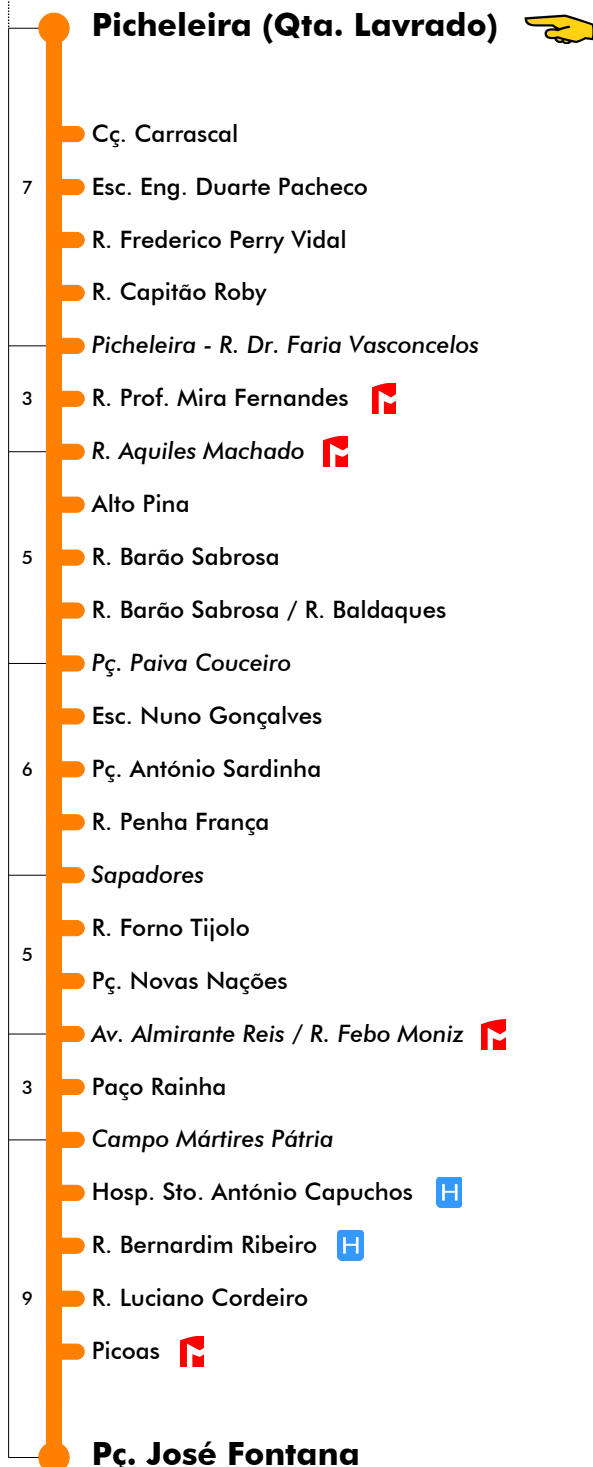 Picheleira (Qta. Lavrado)
Cç. Carrascal
7 Esc. Eng. Duarte Pacheco
R. Frederico Perry Vidal
R. Capitão Roby
Picheleira - R. Dr. Faria Vasconcelos
3 R. Prof. Mira Fernandes
R. Aquiles Machado
Alto Pina
5 R. Barão Sabrosa
R. Barão Sabrosa / R. Baldaques
Pç. Paiva Couceiro
Esc. Nuno Gonçalves
6 Pç. António Sardinha
R. Penha França
Sapadores
R. Forno Tijolo
5
Pç. Novas Nações
Av. Almirante Reis / R. Febo Moniz
3 Paço Rainha
Campo Mártires Pátria
Hosp. Sto. António Capuchos H
R. Bernardim Ribeiro H
9 R. Luciano Cordeiro
Picoas
Pç. José Fontana